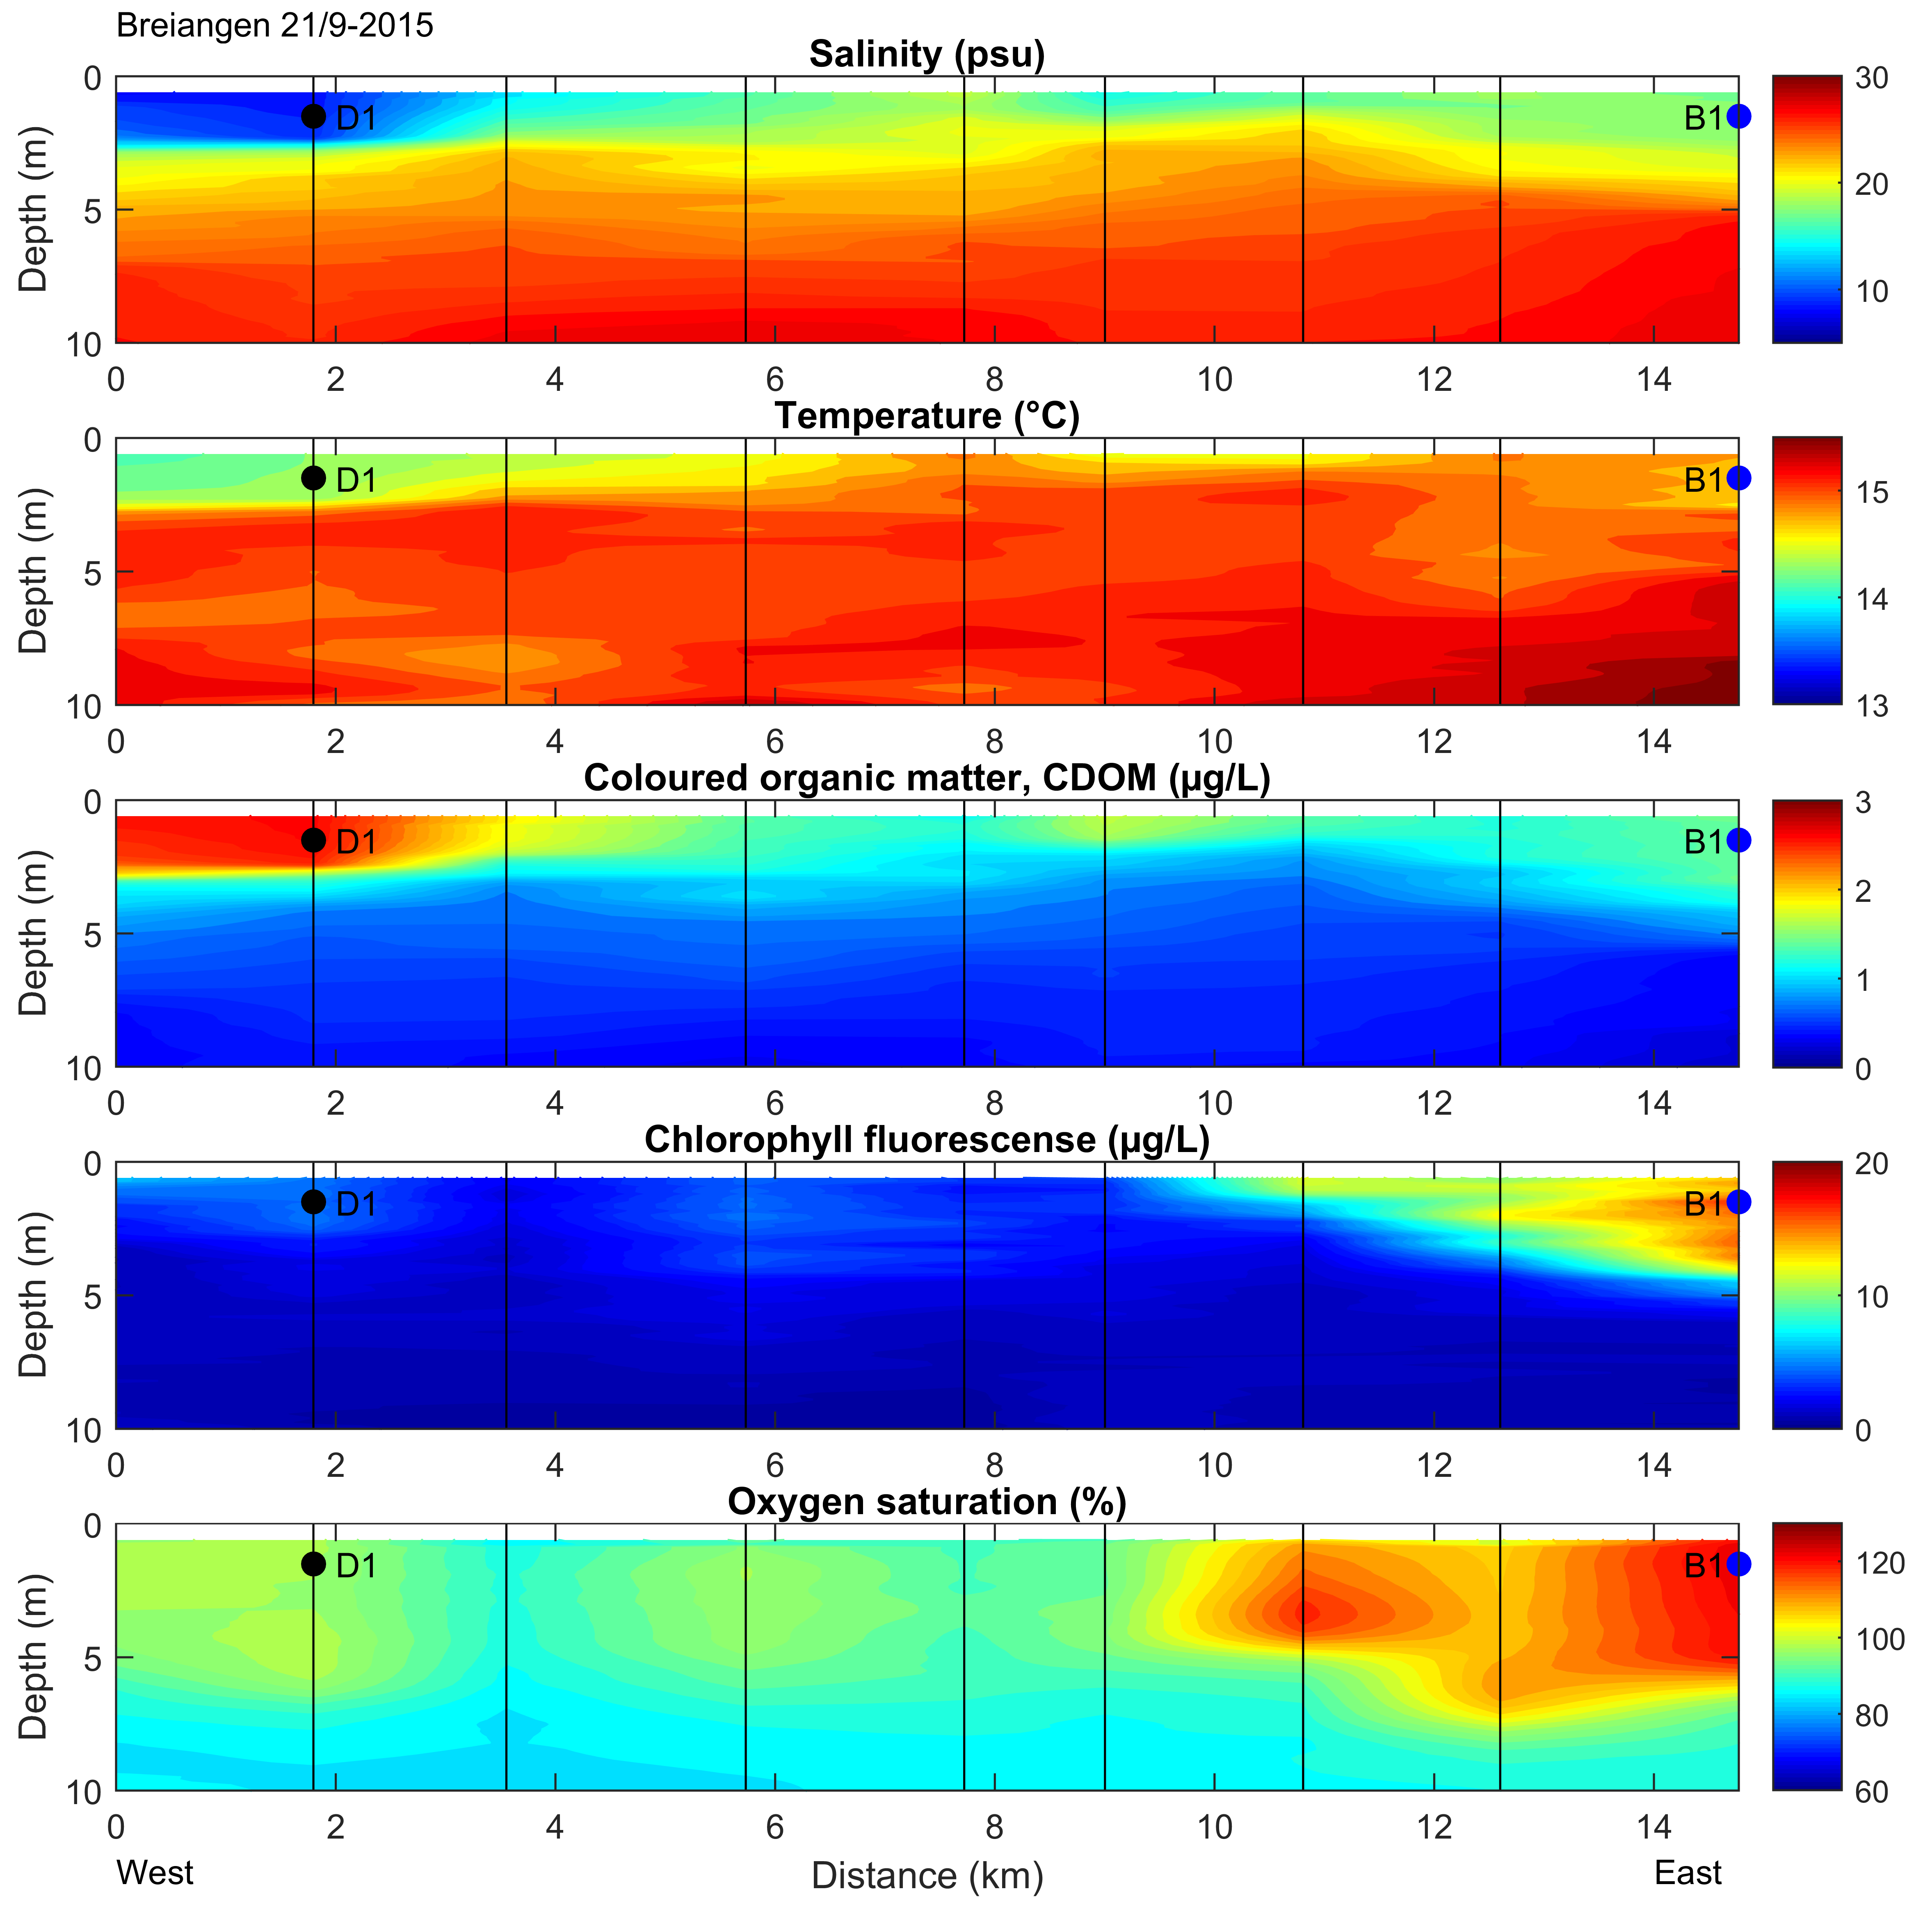 Breiangen 21/9-2015
Salinity (psu)
0
5
10
Depth (m)
D1
B1
30
20
10
0 2 4 6 8 10 12 14
Temperature (°C)
0
5
10
Depth (m)
D1
B1
15
14
13
0 2 4 6 8 10 12 14
Coloured organic matter, CDOM (µg/L)
0
5
10
Depth (m)
D1
B1
3
2
1
0
0 2 4 6 8 10 12 14
Chlorophyll fluorescense (µg/L)
0
5
10
Depth (m)
D1
B1
20
10
0
0 2 4 6 8 10 12 14
Oxygen saturation (%)
0
5
10
Depth (m)
D1
B1
120
100
80
60
0 2 4 6 8 10 12 14
West Distance (km) East